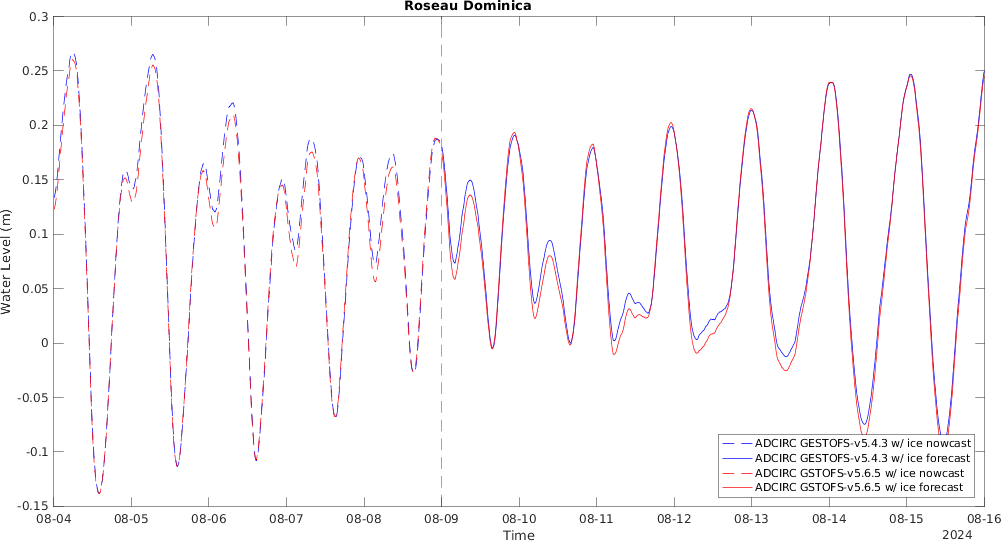 Roseau Dominica
0.3
0.25
0.2
0.15
0.1
0.05
0
-0.05
-0.1
-0.15
Water Level (m)
08-04 08-05 08-06 08-07 08-08 08-09 08-10 08-11 08-12 08-13 08-14 08-15 08-16
Time
2024
ADCIRC GESTOFS-v5.4.3 w/ ice nowcast
ADCIRC GESTOFS-v5.4.3 w/ ice forecast
ADCIRC GSTOFS-v5.6.5 w/ ice nowcast
ADCIRC GSTOFS-v5.6.5 w/ ice forecast